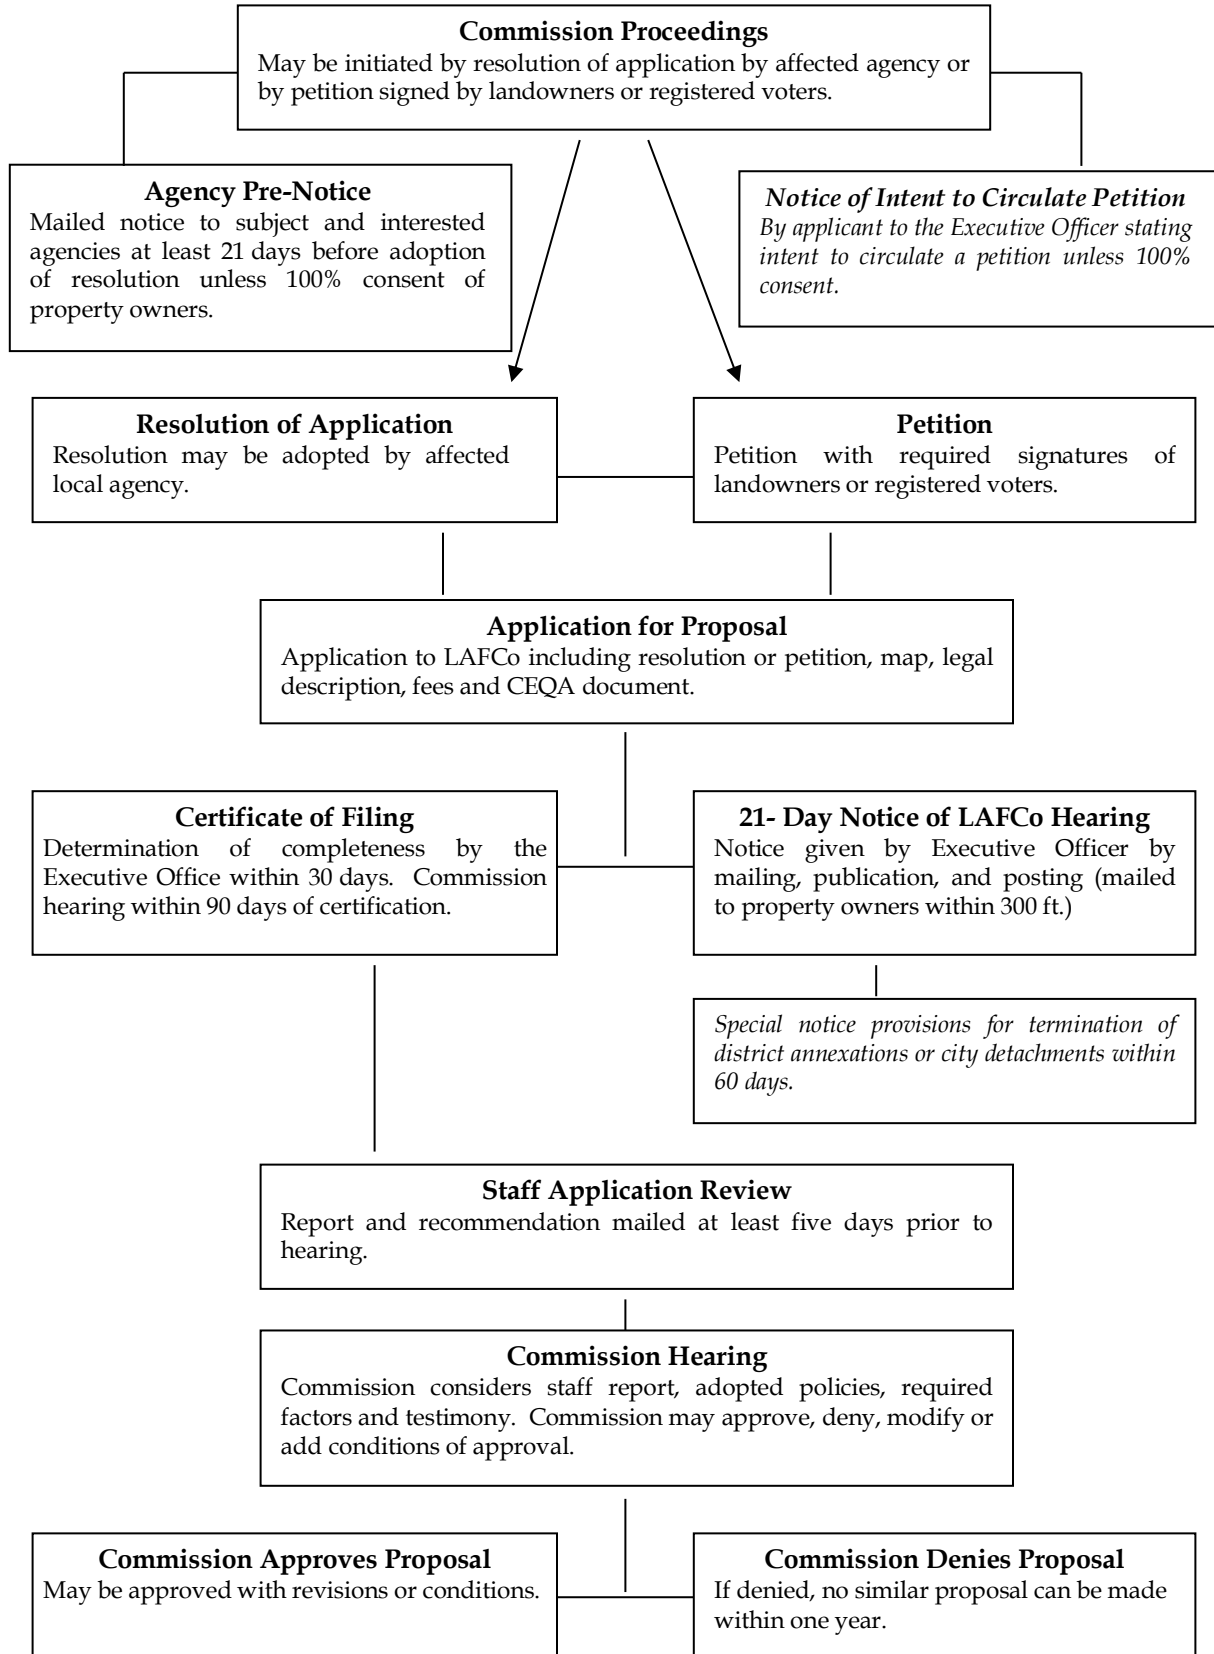 Commission Proceedings
May be initiated by resolution of application by affected agency or
by petition signed by landowners or registered voters.
Agency Pre-Notice
Mailed notice to subject and interested
agencies at least 21 days before adoption
of resolution unless 100% consent of
property owners.
Notice of Intent to Circulate Petition
By applicant to the Executive Officer stating
intent to circulate a petition unless 100%
consent.
Resolution of Application
Resolution may be adopted by affected
local agency.
Petition
Petition with required signatures of
landowners or registered voters.
Application for Proposal
Application to LAFCo including resolution or petition, map, legal
description, fees and CEQA document.
Certificate of Filing
Determination of completeness by the
Executive Office within 30 days. Commission
hearing within 90 days of certification.
21- Day Notice of LAFCo Hearing
Notice given by Executive Officer by
mailing, publication, and posting (mailed
to property owners within 300 ft.)
Special notice provisions for termination of
district annexations or city detachments within
60 days.
Staff Application Review
Report and recommendation mailed at least five days prior to
hearing.
Commission Hearing
Commission considers staff report, adopted policies, required
factors and testimony. Commission may approve, deny, modify or
add conditions of approval.
Commission Approves Proposal
May be approved with revisions or conditions.
Commission Denies Proposal
If denied, no similar proposal can be made
within one year.